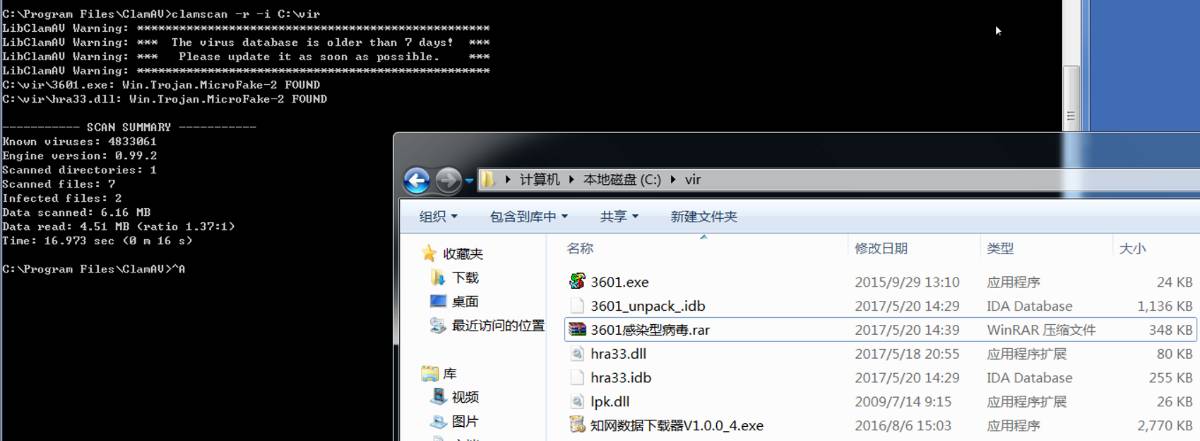 C:\Program Files\ClamAV>clamscan -r -i C:\vir
LibClamAV Warning: **************************************************
LibClamAV Warning: ***  The virus database is older than 7 days!  ***
LibClamAV Warning: ***   Please update it as soon as possible.    ***
LibClamAV Warning: **************************************************
C:\vir\3601.exe: Win.Trojan.MicroFake-2 FOUND
C:\vir\hra33.dll: Win.Trojan.MicroFake-2 FOUND
----------- SCAN SUMMARY -----------
Known viruses: 4833061
Engine version: 0.99.2
Scanned directories: 1
Scanned files: 7
Infected files: 2
Data scanned: 6.16 MB
Data read: 4.51 MB (ratio 1.37:1)
Time: 16.973 sec (0 m 16 s)
C:\Program Files\ClamAV>^A
计算机 本地磁盘 (C:) vir
组织 包含到库中 共享 新建文件夹
收藏夹
下载
桌面
最近访问的位置
库
视频
图片
名称 修改日期 类型 大小
3601.exe 2015/9/29 13:10 应用程序 24 KB
3601_unpack_.idb 2017/5/20 14:29 IDA Database 1,136 KB
3601感染型病毒.rar 2017/5/20 14:39 WinRAR 压缩文件 348 KB
hra33.dll 2017/5/18 20:55 应用程序扩展 80 KB
hra33.idb 2017/5/20 14:29 IDA Database 255 KB
lpk.dll 2009/7/14 9:15 应用程序扩展 26 KB
知网数据下载器V1.0.0_4.exe 2016/8/6 15:03 应用程序 2,770 KB